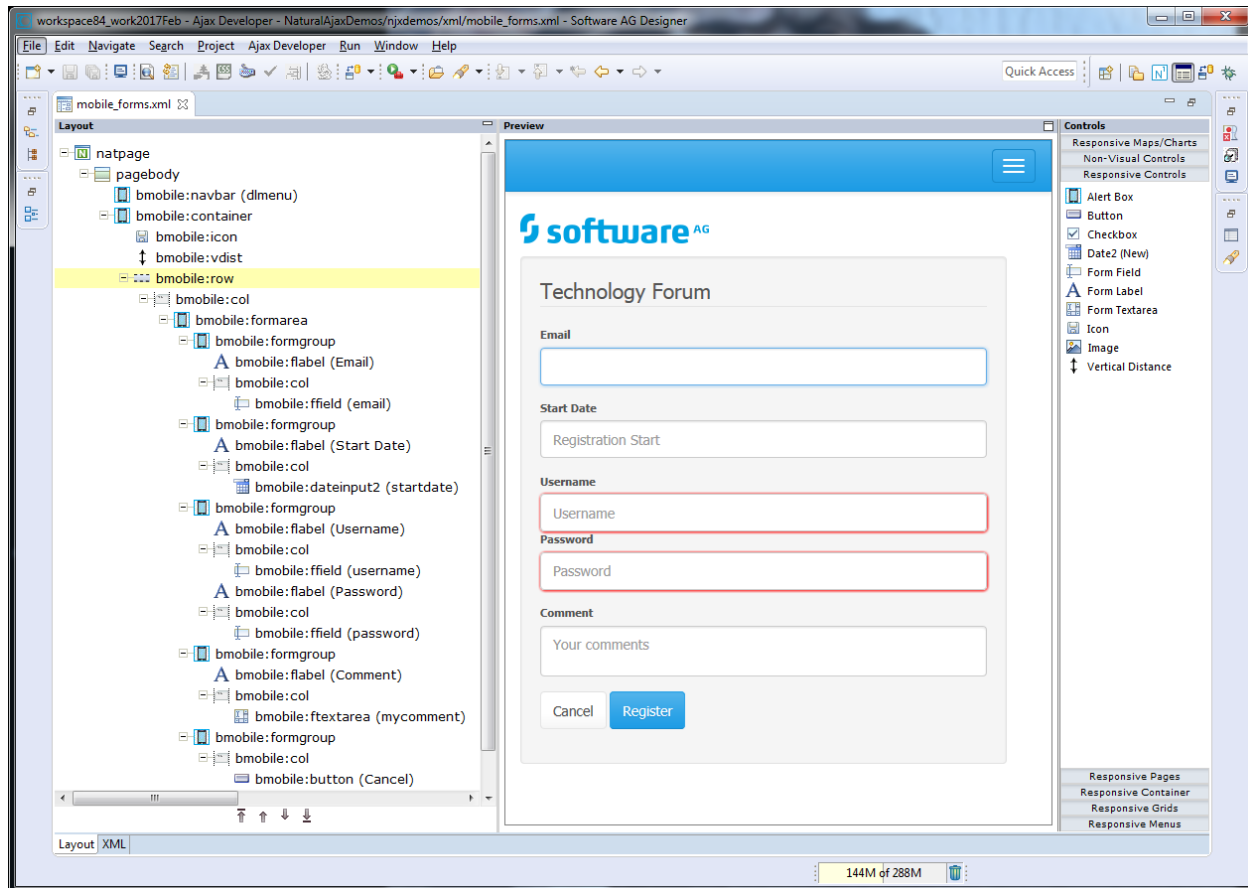 workspace84_work2017Feb - Ajax Developer - NaturalAjaxDemos/njxdemos/xml/mobile_forms.xml - Software AG Designer
File Edit Navigate Search Project Ajax Developer Run Window Help
Quick Access
mobile_forms.xml
Layout
natpage
pagebody
bmobile:navbar (dlmenu)
bmobile:container
bmobile:icon
bmobile:vdist
bmobile:row
bmobile:col
bmobile:formarea
bmobile:formgroup
bmobile:flabel (Email)
bmobile:col
bmobile:ffield (email)
bmobile:formgroup
bmobile:flabel (Start Date)
bmobile:col
bmobile:dateinput2 (startdate)
bmobile:formgroup
bmobile:flabel (Username)
bmobile:col
bmobile:ffield (username)
bmobile:flabel (Password)
bmobile:col
bmobile:ffield (password)
bmobile:formgroup
bmobile:flabel (Comment)
bmobile:col
bmobile:ftextarea (mycomment)
bmobile:formgroup
bmobile:col
bmobile:button (Cancel)
Layout XML
Preview
software AG
Technology Forum
Email
Start Date
Registration Start
Username
Username
Password
Password
Comment
Your comments
Cancel Register
Controls
Responsive Maps/Charts
Non-Visual Controls
Responsive Controls
Alert Box
Button
Checkbox
Date2 (New)
Form Field
Form Label
Form Textarea
Icon
Image
Vertical Distance
Responsive Pages
Responsive Container
Responsive Grids
Responsive Menus
144M of 288M